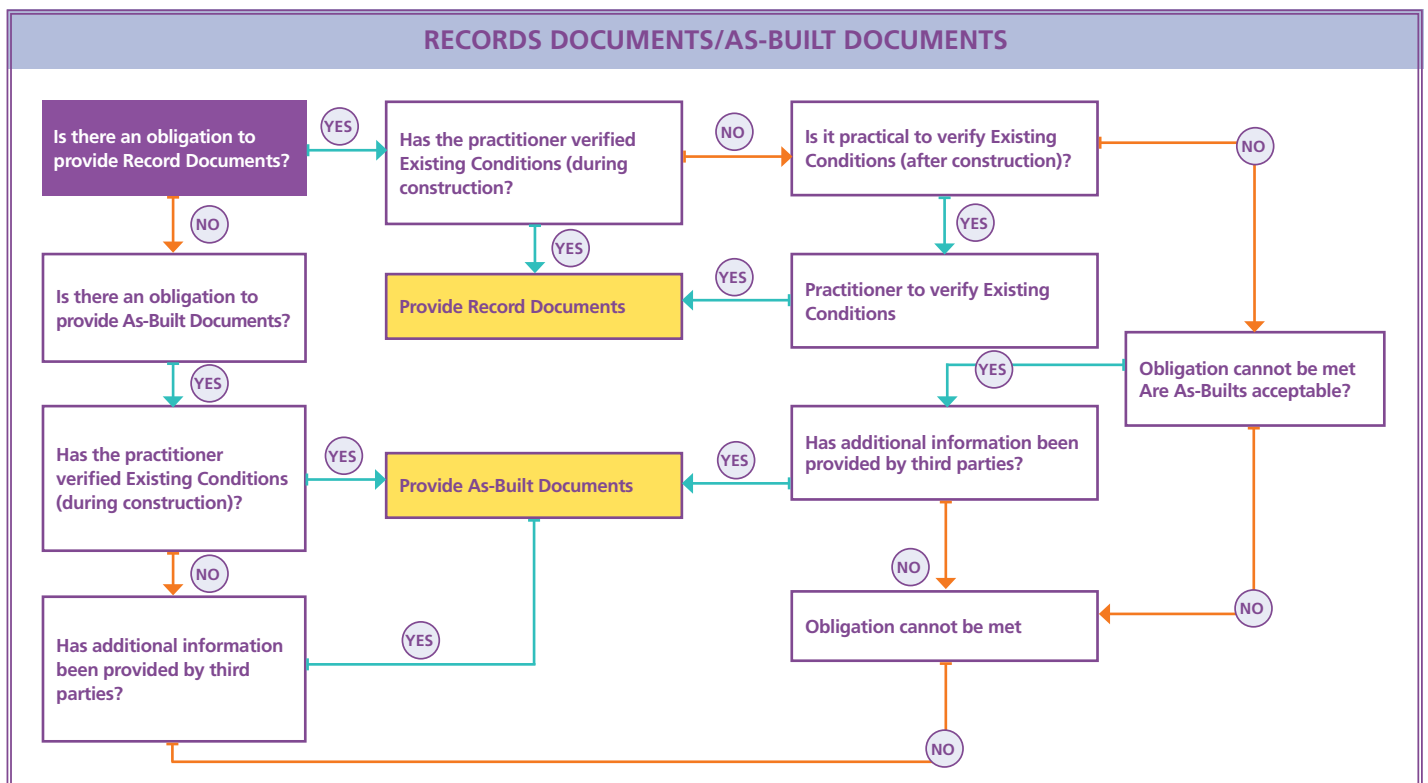 RECORDS DOCUMENTS/AS-BUILT DOCUMENTS
Is there an obligation to
provide Record Documents?
YES
Has the practitioner verified
Existing Conditions (during
construction?
NO
Is it practical to verify Existing
Conditions (after construction)?
NO
NO
YES
YES
Is there an obligation to
provide As-Built Documents?
Provide Record Documents
YES
Practitioner to verify Existing
Conditions
Obligation cannot be met
Are As-Builts acceptable?
YES
YES
Has the practitioner
verified Existing Conditions
(during construction)?
YES
Provide As-Built Documents
YES
Has additional information been
provided by third parties?
NO
NO
NO
Has additional information
been provided by third
parties?
YES
Obligation cannot be met
NO